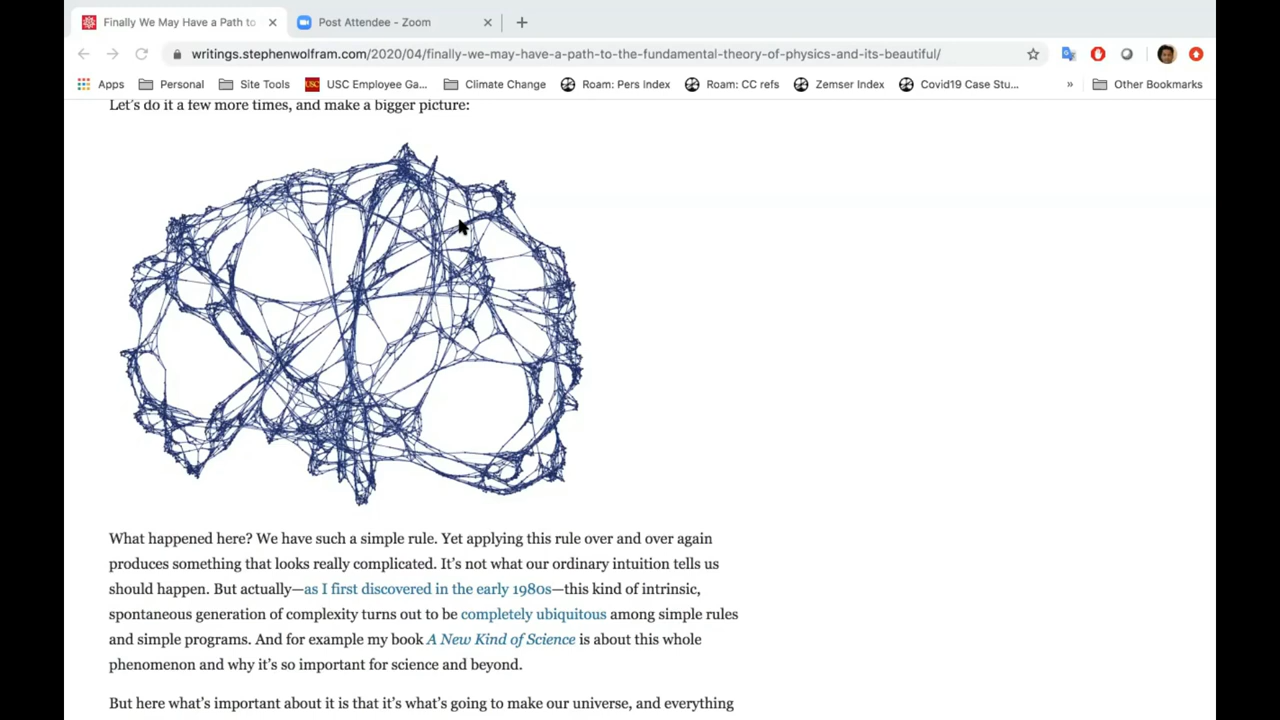 Finally We May Have a Path to
Post Attendee - Zoom
writings.stephenwolfram.com/2020/04/finally-we-may-have-a-path-to-the-fundamental-theory-of-physics-and-its-beautiful/
Apps Personal Site Tools USC USC Employee Ga... Climate Change Roam: Pers Index Roam: CC refs Zemser Index Covid19 Case Stu... » Other Bookmarks
Let's do it a few more times, and make a bigger picture:
What happened here? We have such a simple rule. Yet applying this rule over and over again
produces something that looks really complicated. It's not what our ordinary intuition tells us
should happen. But actually—as I first discovered in the early 1980s—this kind of intrinsic,
spontaneous generation of complexity turns out to be completely ubiquitous among simple rules
and simple programs. And for example my book A New Kind of Science is about this whole
phenomenon and why it's so important for science and beyond.
But here what's important about it is that it's what's going to make our universe, and everything